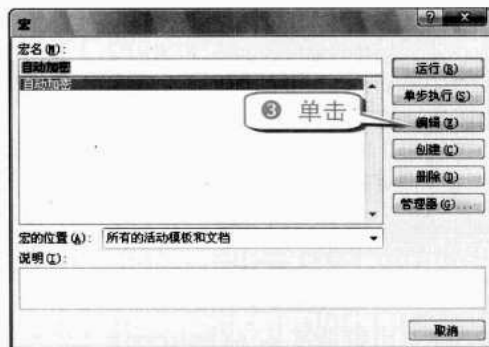 宏
宏名(M):
自动加密
自动加密
运行(R)
单步执行(S)
❸ 单击
编辑(E)
创建(C)
删除(D)
管理器(G)...
宏的位置(A): 所有的活动模板和文档
说明(I):
取消